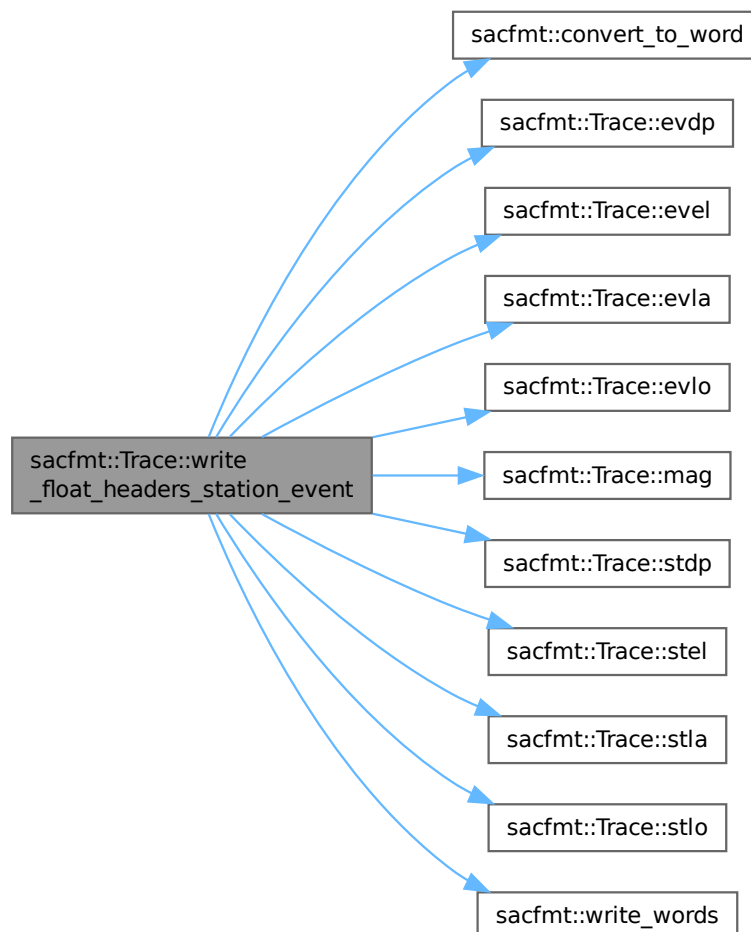 sacfmt::convert_to_word
sacfmt::Trace::evdp
sacfmt::Trace::evel
sacfmt::Trace::evla
sacfmt::Trace::evlo
sacfmt::Trace::write
_float_headers_station_event
sacfmt::Trace::mag
sacfmt::Trace::stdp
sacfmt::Trace::stel
sacfmt::Trace::stla
sacfmt::Trace::stlo
sacfmt::write_words